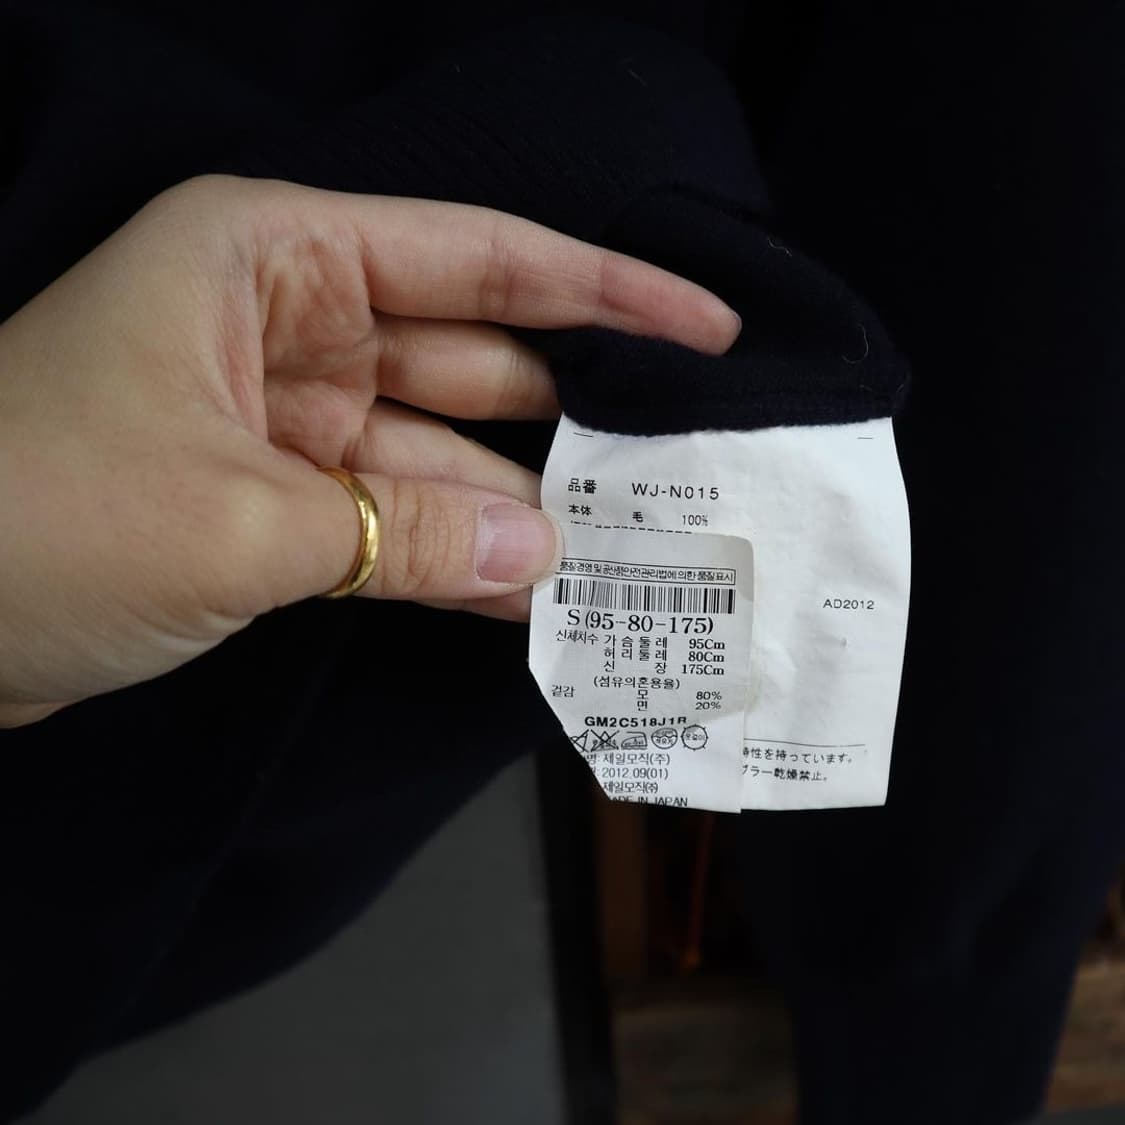 品番 WJ-N015
本体 毛 100%
품질경영 및 공산품안전관리법에 의한 품질표시
S (95-80-175)
신체치수 가슴둘레 95Cm
허리둘레 80Cm
신 장 175Cm
(섬유의혼용율)
겉감 모 80%
면 20%
GM2C518J1R
명: 제일모직(주)
: 2012.09(01)
제일모직㈜
MADE IN JAPAN
AD2012
特性を持っています。
ブラー乾燥禁止。